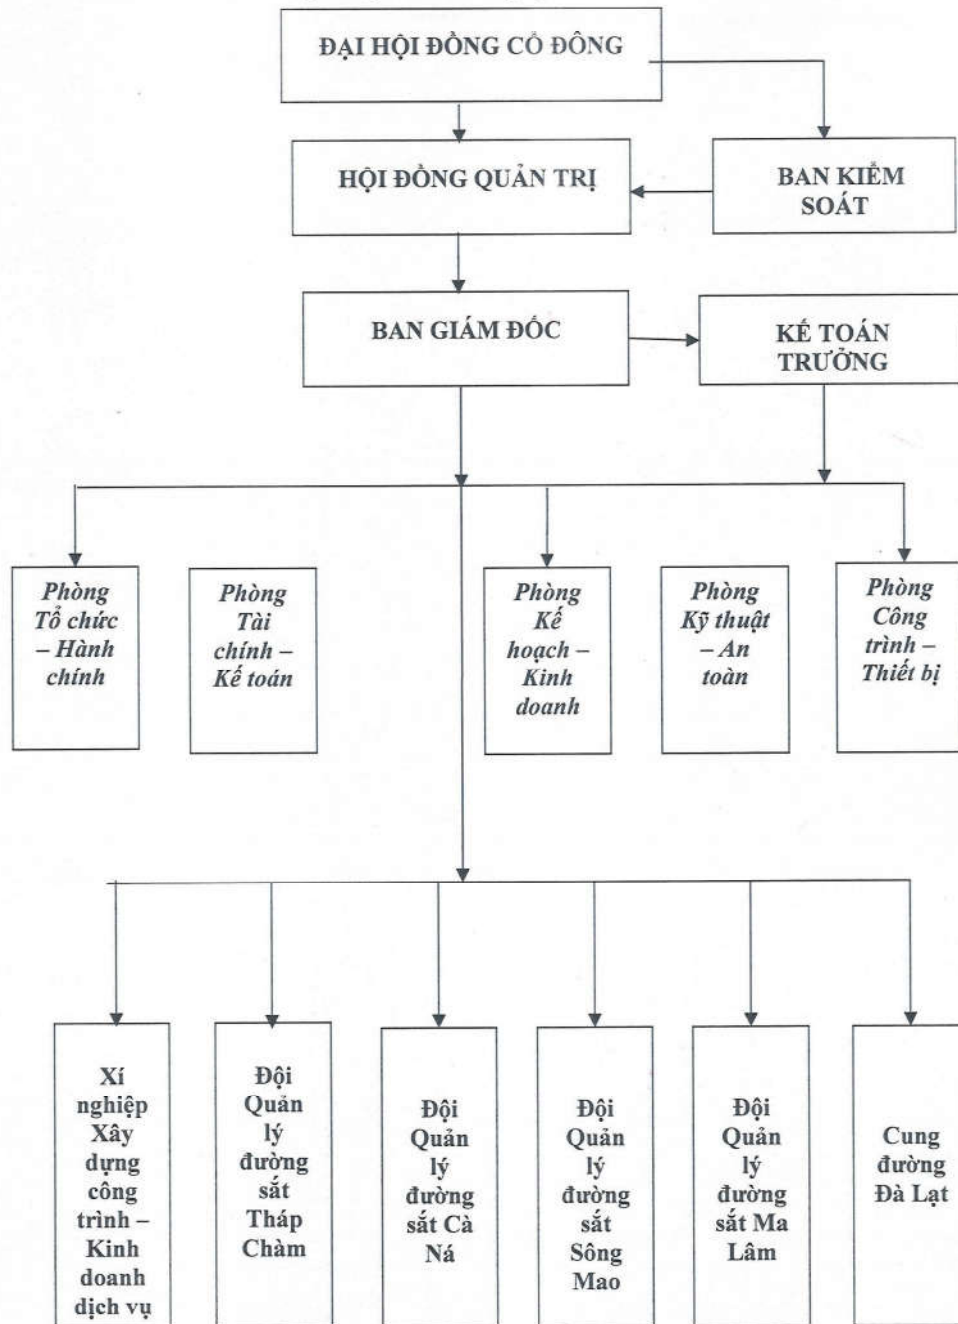 ĐẠI HỘI ĐỒNG CỔ ĐÔNG
HỘI ĐỒNG QUẢN TRỊ
BAN KIỂM
SOÁT
BAN GIÁM ĐỐC
KẾ TOÁN
TRƯỞNG
Phòng
Tổ chức
– Hành
chính
Phòng
Tài
chính –
Kế toán
Phòng
Kế
hoạch –
Kinh
doanh
Phòng
Kỹ thuật
– An
toàn
Phòng
Công
trình –
Thiết bị
Xí
nghiệp
Xây
dựng
công
trình –
Kinh
doanh
dịch vụ
Đội
Quản
lý
đường
sắt
Tháp
Chàm
Đội
Quản
lý
đường
sắt Cà
Ná
Đội
Quản
lý
đường
sắt
Sông
Mao
Đội
Quản
lý
đường
sắt Ma
Lâm
Cung
đường
Đà Lạt